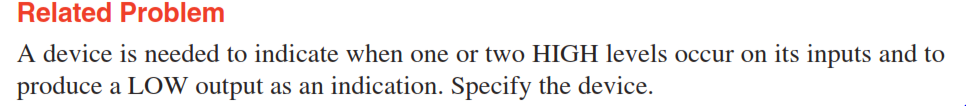 Related Problem
A device is needed to indicate when one or two HIGH levels occur on its inputs and to
produce a LOW output as an indication. Specify the device.